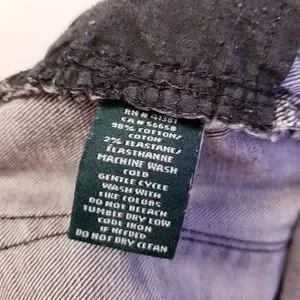 RN # 41381
CA # 56658
98% COTTON/
COTON
2% ELASTANE/
ÉLASTHANNE
MACHINE WASH
COLD
GENTLE CYCLE
WASH WITH
LIKE COLORS
DO NOT BLEACH
TUMBLE DRY LOW
COOL IRON
IF NEEDED
DO NOT DRY CLEAN